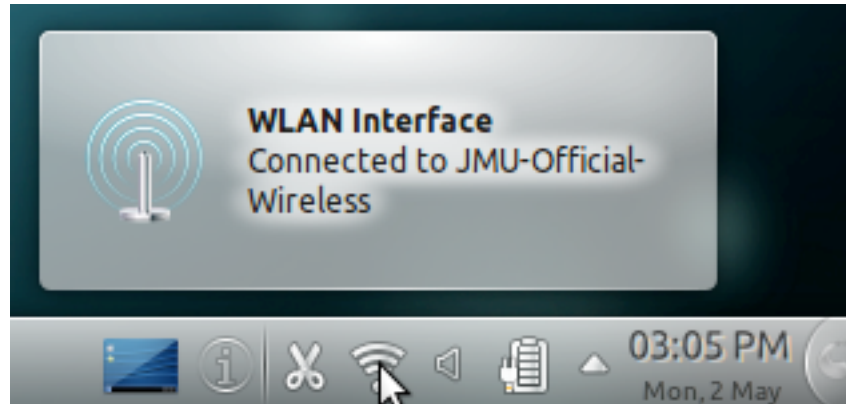 WLAN Interface
Connected to JMU-Official-
Wireless
03:05 PM
Mon, 2 May